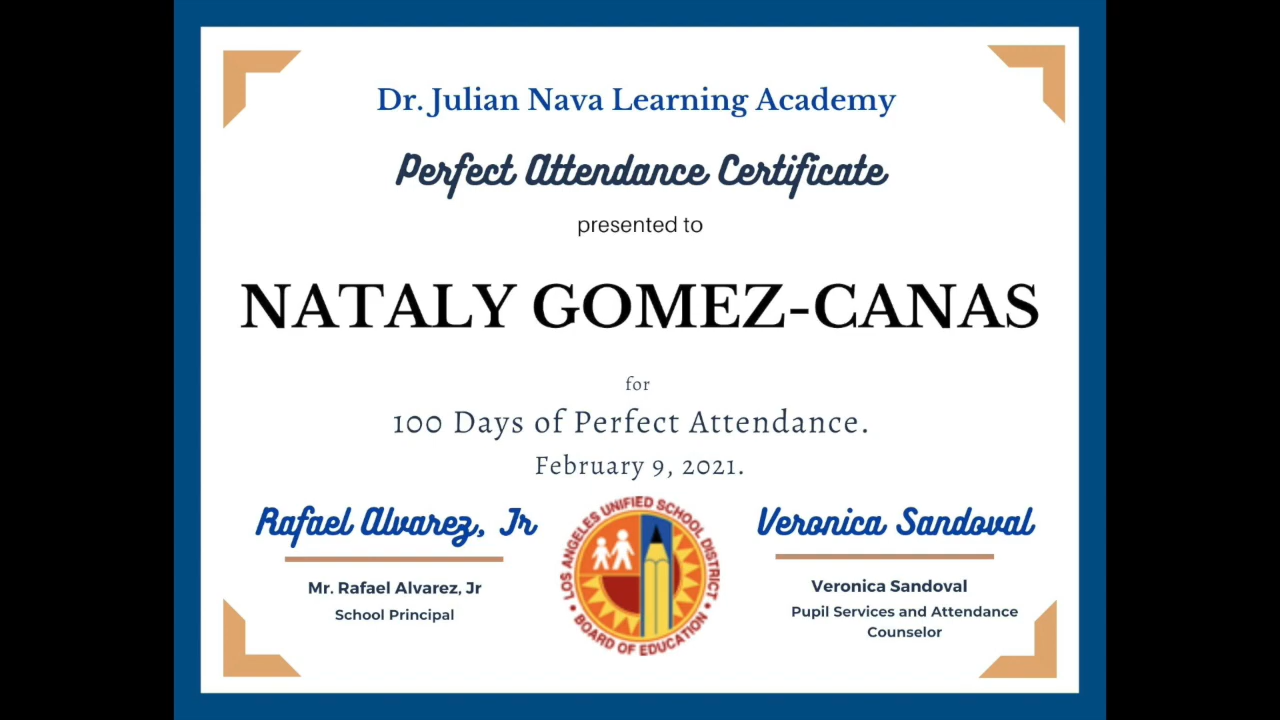 Dr. Julian Nava Learning Academy
Perfect Attendance Certificate
presented to
NATALY GOMEZ-CANAS
for
100 Days of Perfect Attendance.
February 9, 2021.
Rafael Alvarez, Jr
Mr. Rafael Alvarez, Jr
School Principal
LOS ANGELES UNIFIED SCHOOL DISTRICT
• BOARD OF EDUCATION •
Veronica Sandoval
Veronica Sandoval
Pupil Services and Attendance
Counselor